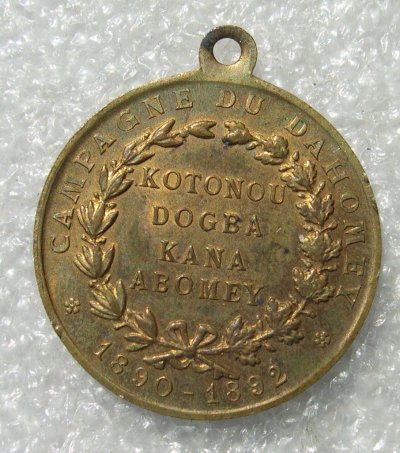 CAMPAGNE DU DAHOMEY
KOTONOU
DOGBA
KANA
ABOMEY
* 1890-1892 *